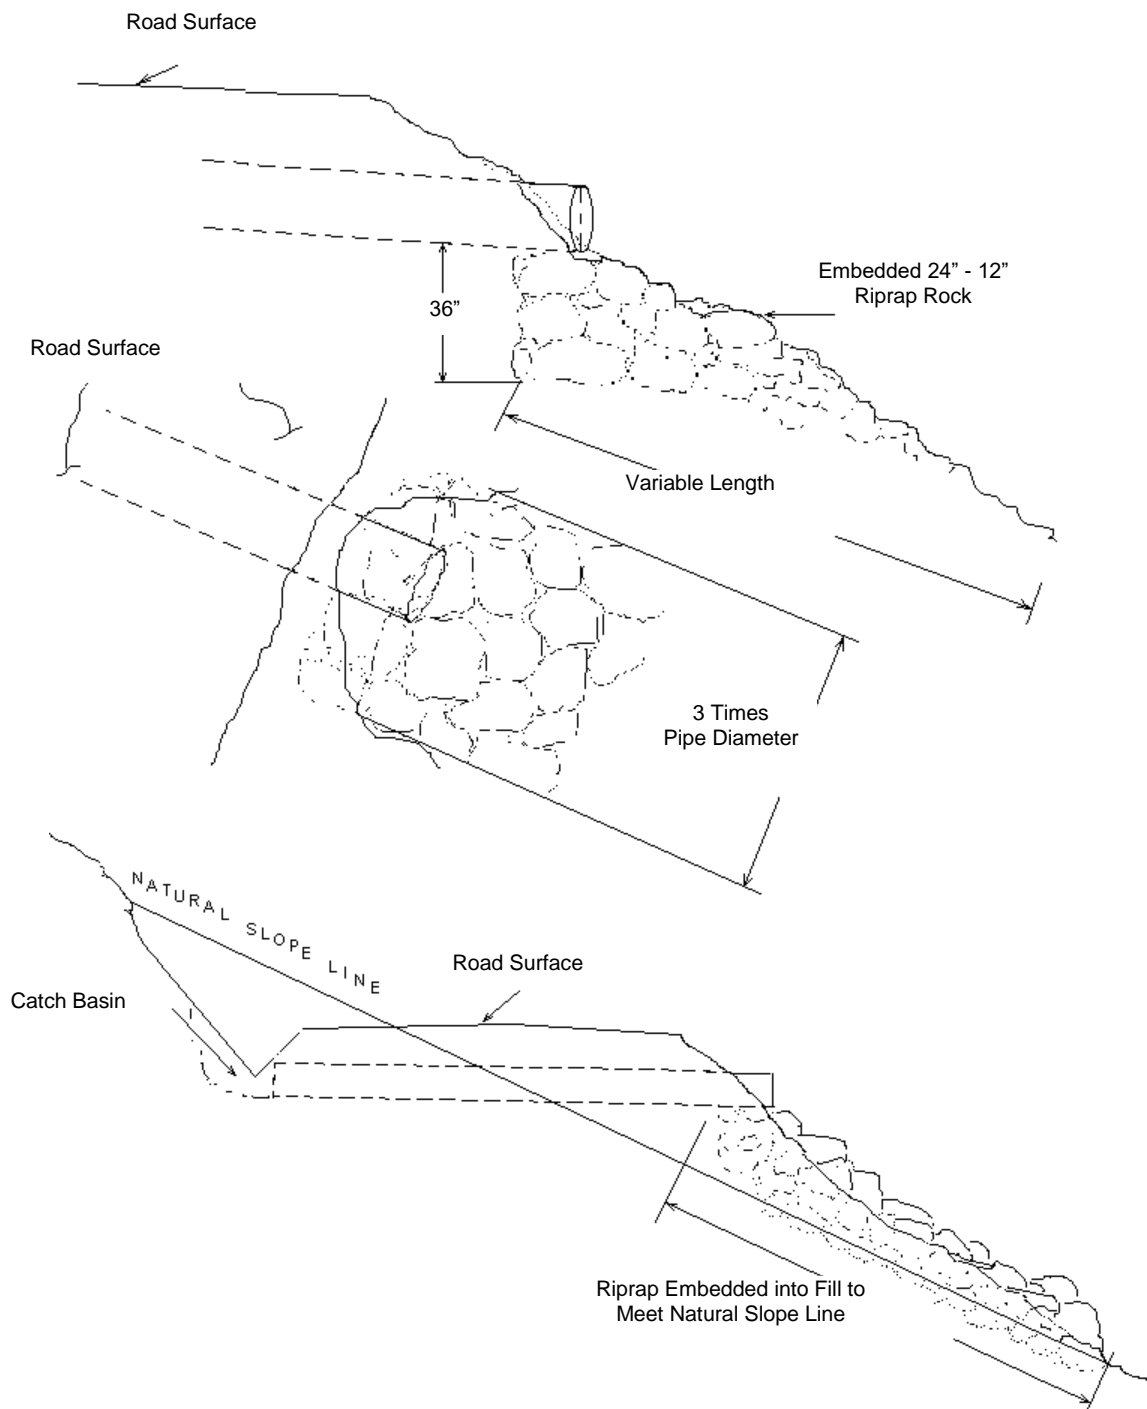 Road Surface
Embedded 24” - 12”
Riprap Rock
36”
Road Surface
Variable Length
3 Times
Pipe Diameter
NATURAL SLOPE LINE
Road Surface
Catch Basin
Riprap Embedded into Fill to
Meet Natural Slope Line